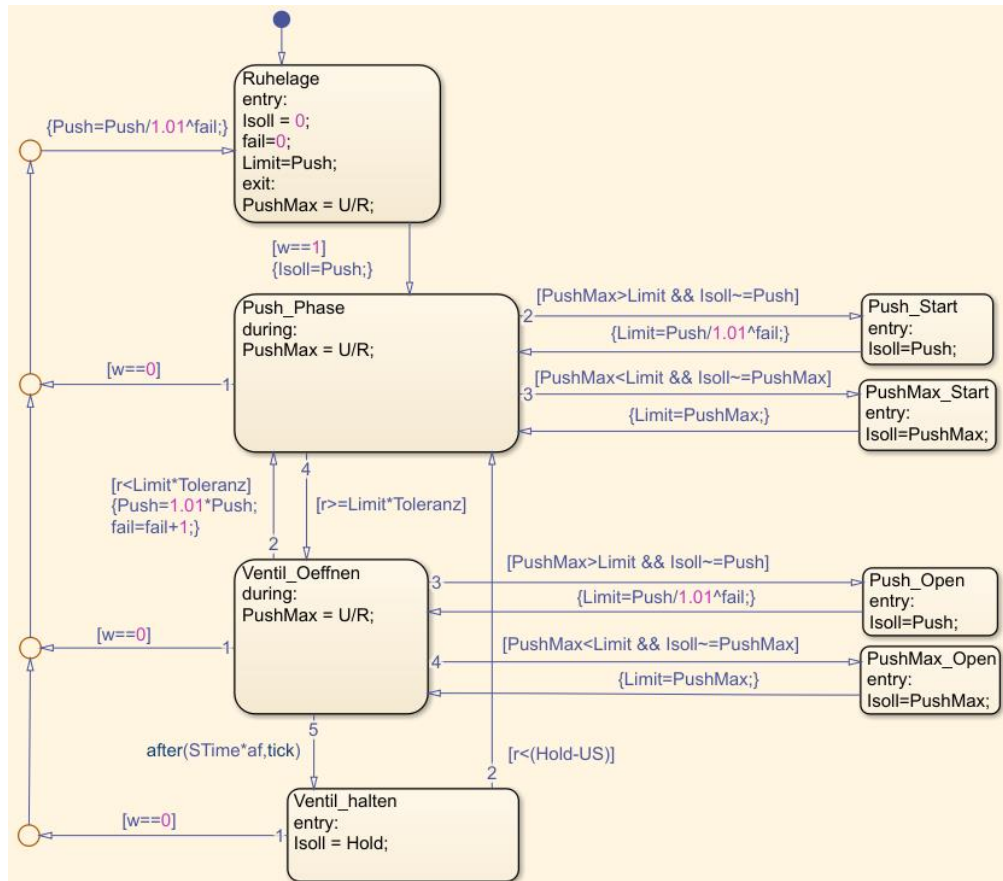 Ruhelage
entry:
Isoll = 0;
fail=0;
Limit=Push;
exit:
PushMax = U/R;
{Push=Push/1.01^fail;}
[w==1]
{Isoll=Push;}
Push_Phase
during:
PushMax = U/R;
[PushMax>Limit && Isoll~=Push]
2
{Limit=Push/1.01^fail;}
Push_Start
entry:
Isoll=Push;
[w==0]
1
[PushMax<Limit && Isoll~=PushMax]
3
{Limit=PushMax;}
PushMax_Start
entry:
Isoll=PushMax;
4
[r<Limit*Toleranz]
{Push=1.01*Push;
fail=fail+1;}
2
[r>=Limit*Toleranz]
Ventil_Oeffnen
during:
PushMax = U/R;
[PushMax>Limit && Isoll~=Push]
3
{Limit=Push/1.01^fail;}
Push_Open
entry:
Isoll=Push;
[w==0]
1
[PushMax<Limit && Isoll~=PushMax]
4
{Limit=PushMax;}
PushMax_Open
entry:
Isoll=PushMax;
5
after(STime*af,tick)
[r<(Hold-US)]
2
Ventil_halten
entry:
Isoll = Hold;
[w==0]
1